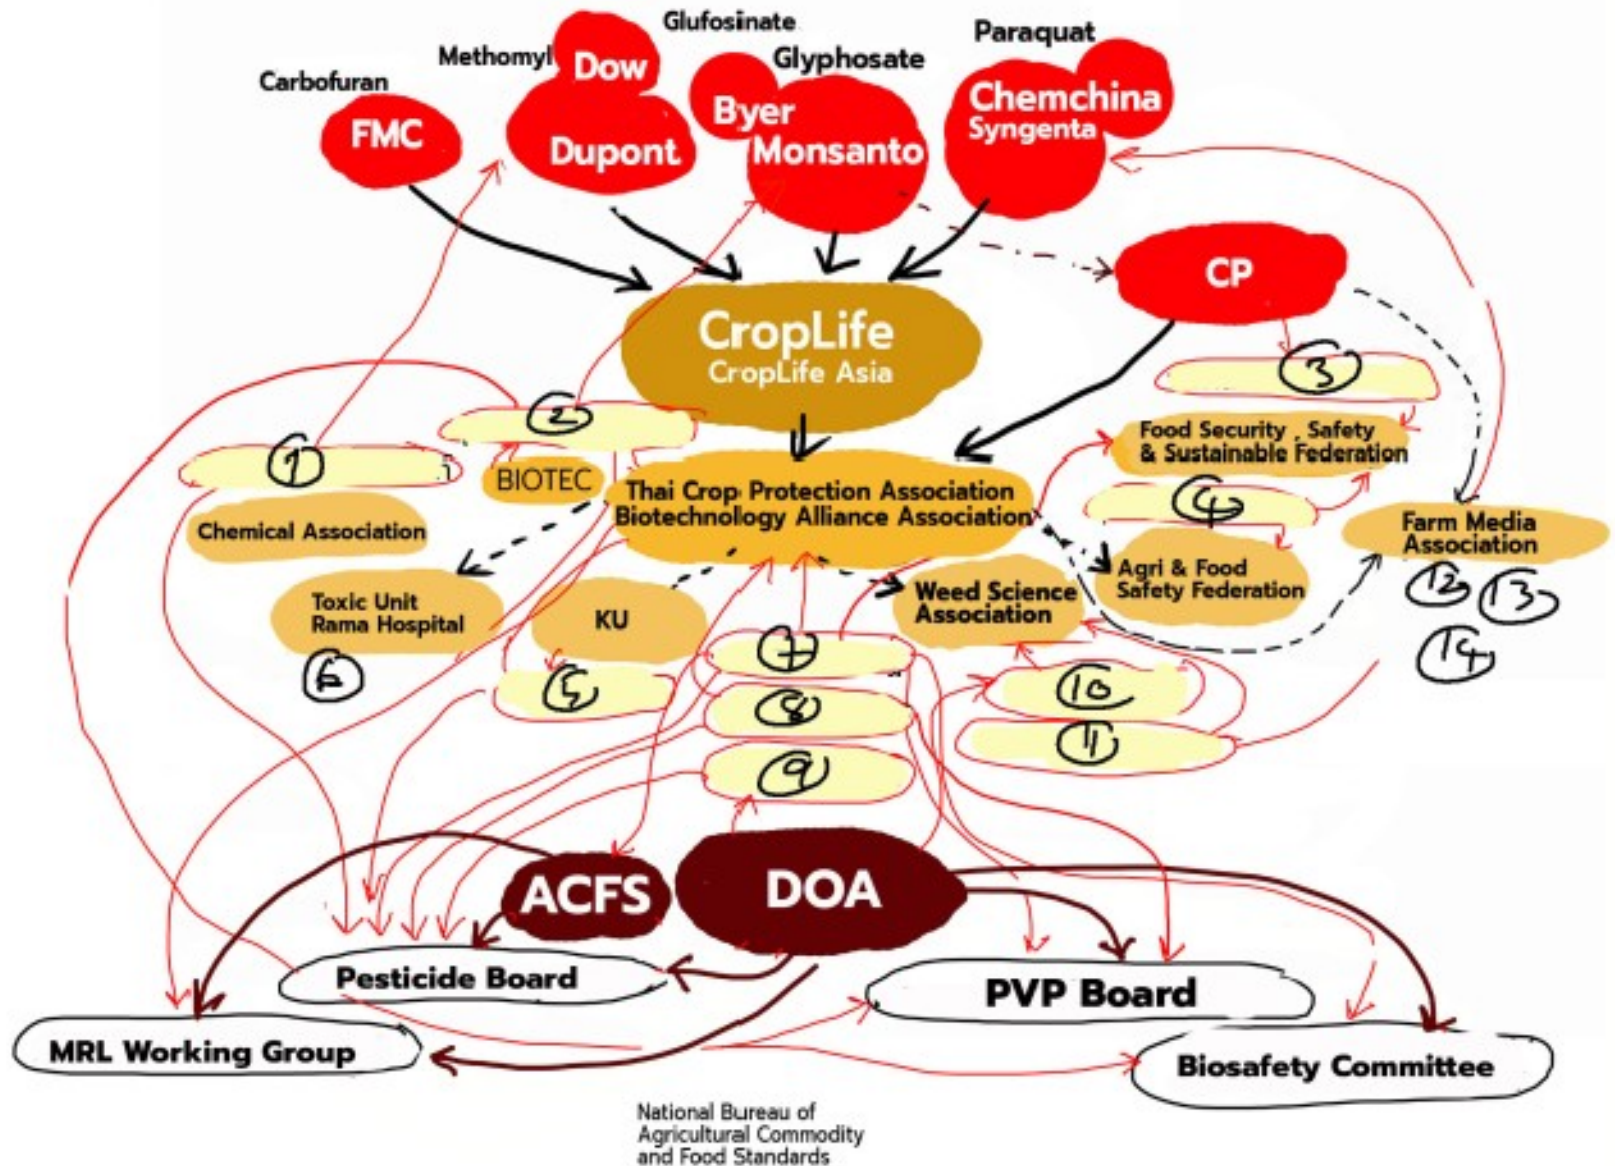 Glufosinate
Paraquat
Methomyl
Dow
Glyphosate
Carbofuran
Byer
Chemchina
Syngenta
FMC
Dupont
Monsanto
CP
CropLife
CropLife Asia
3
2
1
Food Security , Safety
& Sustainable Federation
BIOTEC
Thai Crop Protection Association
Biotechnology Alliance Association
4
Chemical Association
Farm Media
Association
Agri & Food
Safety Federation
12
13
14
Toxic Unit
Rama Hospital
6
KU
Weed Science
Association
7
5
8
10
11
9
ACFS
DOA
Pesticide Board
PVP Board
MRL Working Group
Biosafety Committee
National Bureau of
Agricultural Commodity
and Food Standards